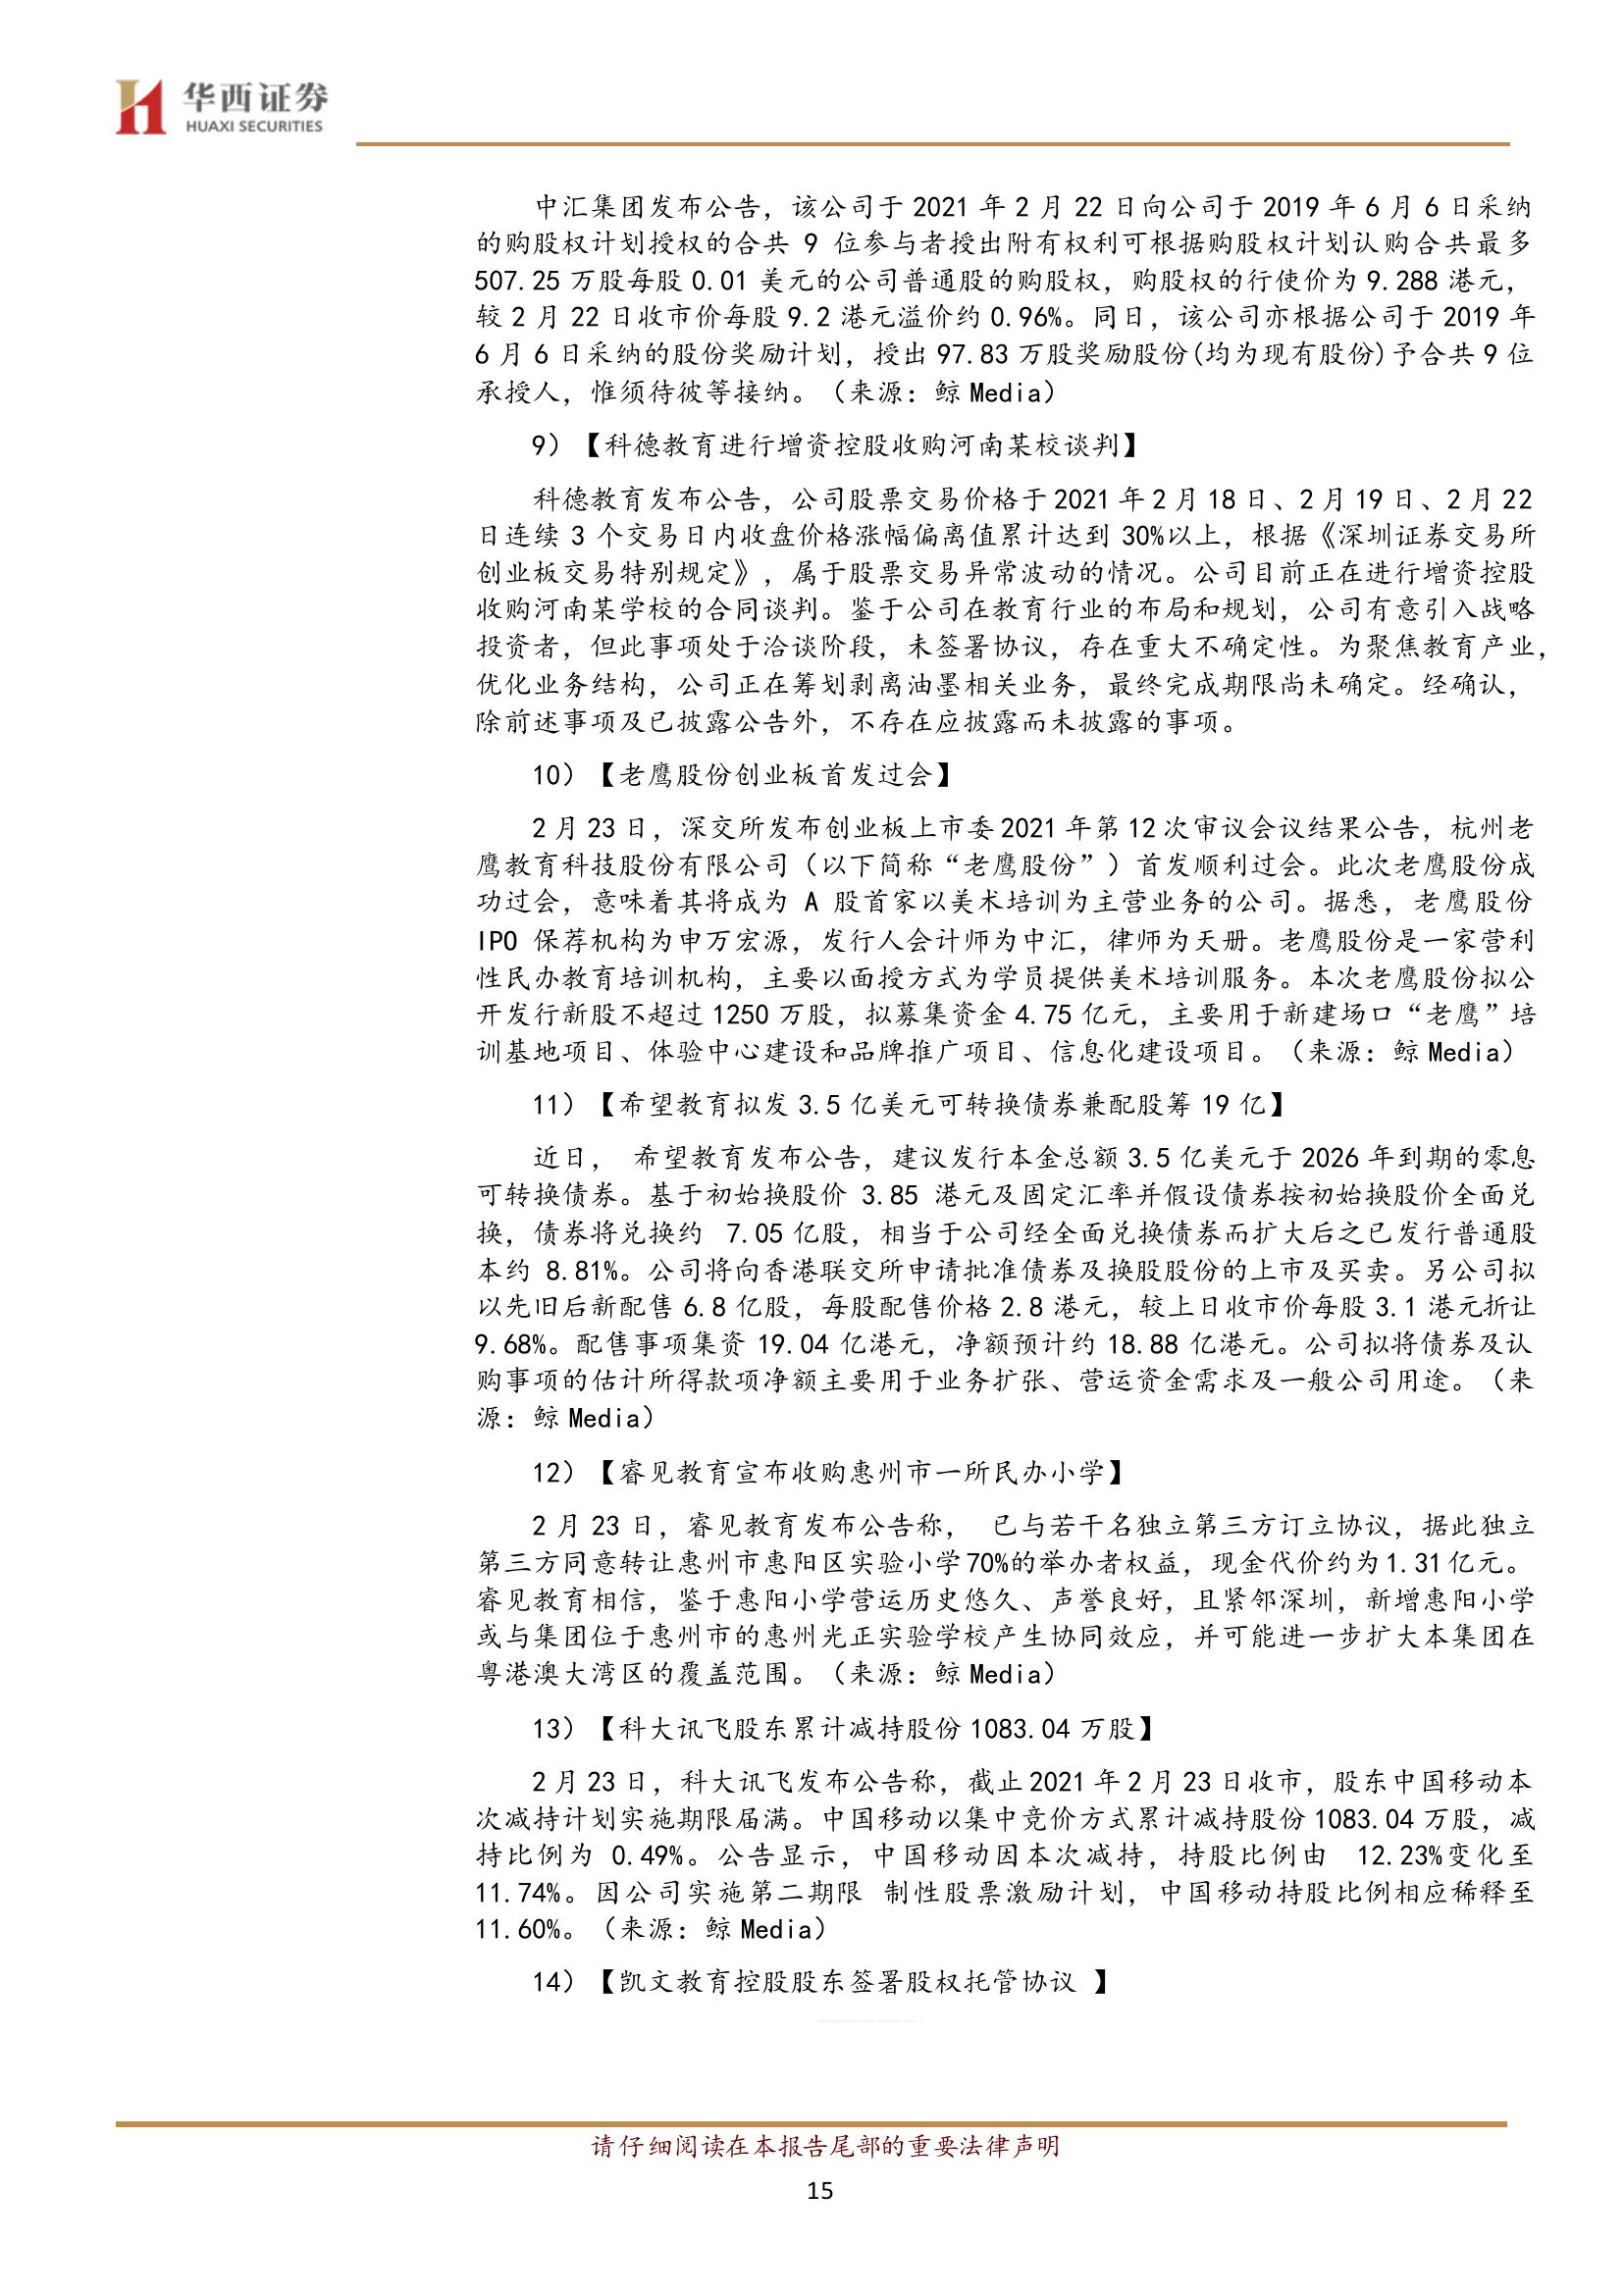 华西证券
HUAXI SECURITIES
中汇集团发布公告，该公司于 2021 年 2 月 22 日向公司于 2019 年 6 月 6 日采纳
的购股权计划授权的合共 9 位参与者授出附有权利可根据购股权计划认购合共最多
507.25 万股每股 0.01 美元的公司普通股的购股权，购股权的行使价为 9.288 港元，
较 2 月 22 日收市价每股 9.2 港元溢价约 0.96%。同日，该公司亦根据公司于 2019 年
6 月 6 日采纳的股份奖励计划，授出 97.83 万股奖励股份(均为现有股份)予合共 9 位
承授人，惟须待彼等接纳。（来源：鲸 Media）
9）【科德教育进行增资控股收购河南某校谈判】
科德教育发布公告，公司股票交易价格于 2021 年 2 月 18 日、2 月 19 日、2 月 22
日连续 3 个交易日内收盘价格涨幅偏离值累计达到 30%以上，根据《深圳证券交易所
创业板交易特别规定》，属于股票交易异常波动的情况。公司目前正在进行增资控股
收购河南某学校的合同谈判。鉴于公司在教育行业的布局和规划，公司有意引入战略
投资者，但此事项处于洽谈阶段，未签署协议，存在重大不确定性。为聚焦教育产业，
优化业务结构，公司正在筹划剥离油墨相关业务，最终完成期限尚未确定。经确认，
除前述事项及已披露公告外，不存在应披露而未披露的事项。
10）【老鹰股份创业板首发过会】
2 月 23 日，深交所发布创业板上市委 2021 年第 12 次审议会议结果公告，杭州老
鹰教育科技股份有限公司（以下简称“老鹰股份”）首发顺利过会。此次老鹰股份成
功过会，意味着其将成为 A 股首家以美术培训为主营业务的公司。据悉，老鹰股份
IPO 保荐机构为申万宏源，发行人会计师为中汇，律师为天册。老鹰股份是一家营利
性民办教育培训机构，主要以面授方式为学员提供美术培训服务。本次老鹰股份拟公
开发行新股不超过 1250 万股，拟募集资金 4.75 亿元，主要用于新建场口“老鹰”培
训基地项目、体验中心建设和品牌推广项目、信息化建设项目。（来源：鲸 Media）
11）【希望教育拟发 3.5 亿美元可转换债券兼配股筹 19 亿】
近日， 希望教育发布公告，建议发行本金总额 3.5 亿美元于 2026 年到期的零息
可转换债券。基于初始换股价 3.85 港元及固定汇率并假设债券按初始换股价全面兑
换，债券将兑换约 7.05 亿股，相当于公司经全面兑换债券而扩大后之已发行普通股
本约 8.81%。公司将向香港联交所申请批准债券及换股股份的上市及买卖。另公司拟
以先旧后新配售 6.8 亿股，每股配售价格 2.8 港元，较上日收市价每股 3.1 港元折让
9.68%。配售事项集资 19.04 亿港元，净额预计约 18.88 亿港元。公司拟将债券及认
购事项的估计所得款项净额主要用于业务扩张、营运资金需求及一般公司用途。（来
源：鲸 Media）
12）【睿见教育宣布收购惠州市一所民办小学】
2 月 23 日，睿见教育发布公告称， 已与若干名独立第三方订立协议，据此独立
第三方同意转让惠州市惠阳区实验小学 70%的举办者权益，现金代价约为 1.31 亿元。
睿见教育相信，鉴于惠阳小学营运历史悠久、声誉良好，且紧邻深圳，新增惠阳小学
或与集团位于惠州市的惠州光正实验学校产生协同效应，并可能进一步扩大本集团在
粤港澳大湾区的覆盖范围。（来源：鲸 Media）
13）【科大讯飞股东累计减持股份 1083.04 万股】
2 月 23 日，科大讯飞发布公告称，截止 2021 年 2 月 23 日收市，股东中国移动本
次减持计划实施期限届满。中国移动以集中竞价方式累计减持股份 1083.04 万股，减
持比例为 0.49%。公告显示，中国移动因本次减持，持股比例由 12.23%变化至
11.74%。因公司实施第二期限 制性股票激励计划，中国移动持股比例相应稀释至
11.60%。（来源：鲸 Media）
14）【凯文教育控股股东签署股权托管协议 】
请仔细阅读在本报告尾部的重要法律声明
15